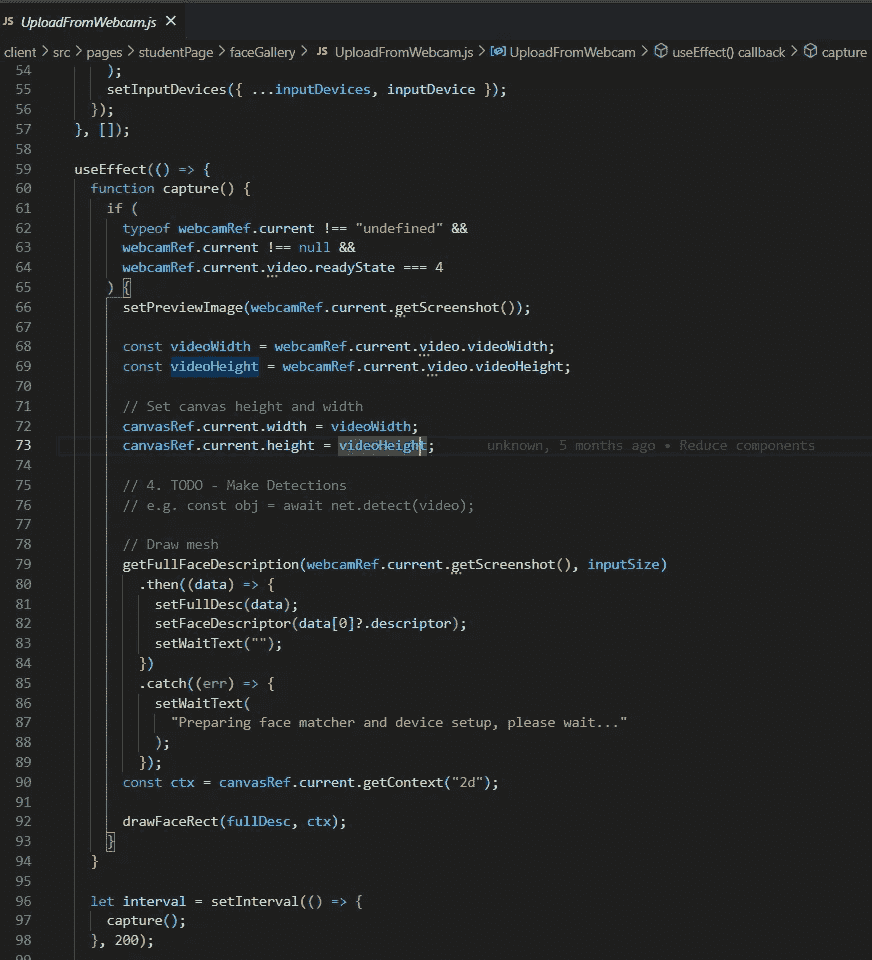 JS UploadFromWebcam.js ×
client > src > pages > studentPage > faceGallery > JS UploadFromWebcam.js > UploadFromWebcam > useEffect() callback > capture
54 );
55 setInputDevices({ ...inputDevices, inputDevice });
56 });
57 }, []);
58
59 useEffect(() => {
60 function capture() {
61 if (
62 typeof webcamRef.current !== "undefined" &&
63 webcamRef.current !== null &&
64 webcamRef.current.video.readyState === 4
65 ) {
66 setPreviewImage(webcamRef.current.getScreenshot());
67
68 const videoWidth = webcamRef.current.video.videoWidth;
69 const videoHeight = webcamRef.current.video.videoHeight;
70
71 // Set canvas height and width
72 canvasRef.current.width = videoWidth;
73 canvasRef.current.height = videoHeight; unknown, 5 months ago • Reduce components
74
75 // 4. TODO - Make Detections
76 // e.g. const obj = await net.detect(video);
77
78 // Draw mesh
79 getFullFaceDescription(webcamRef.current.getScreenshot(), inputSize)
80 .then((data) => {
81 setFullDesc(data);
82 setFaceDescriptor(data[0]?.descriptor);
83 setWaitText("");
84 })
85 .catch((err) => {
86 setWaitText(
87 "Preparing face matcher and device setup, please wait..."
88 );
89 });
90 const ctx = canvasRef.current.getContext("2d");
91
92 drawFaceRect(fullDesc, ctx);
93 }
94 }
95
96 let interval = setInterval(() => {
97 capture();
98 }, 200);
99